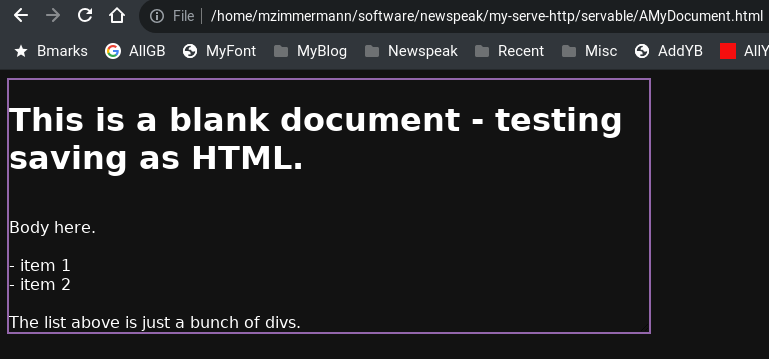 File /home/mzimmermann/software/newspeak/my-serve-http/servable/AMyDocument.html
Bmarks AllGB MyFont MyBlog Newspeak Recent Misc AddYB AllY
This is a blank document - testing
saving as HTML.
Body here.
- item 1
- item 2
The list above is just a bunch of divs.